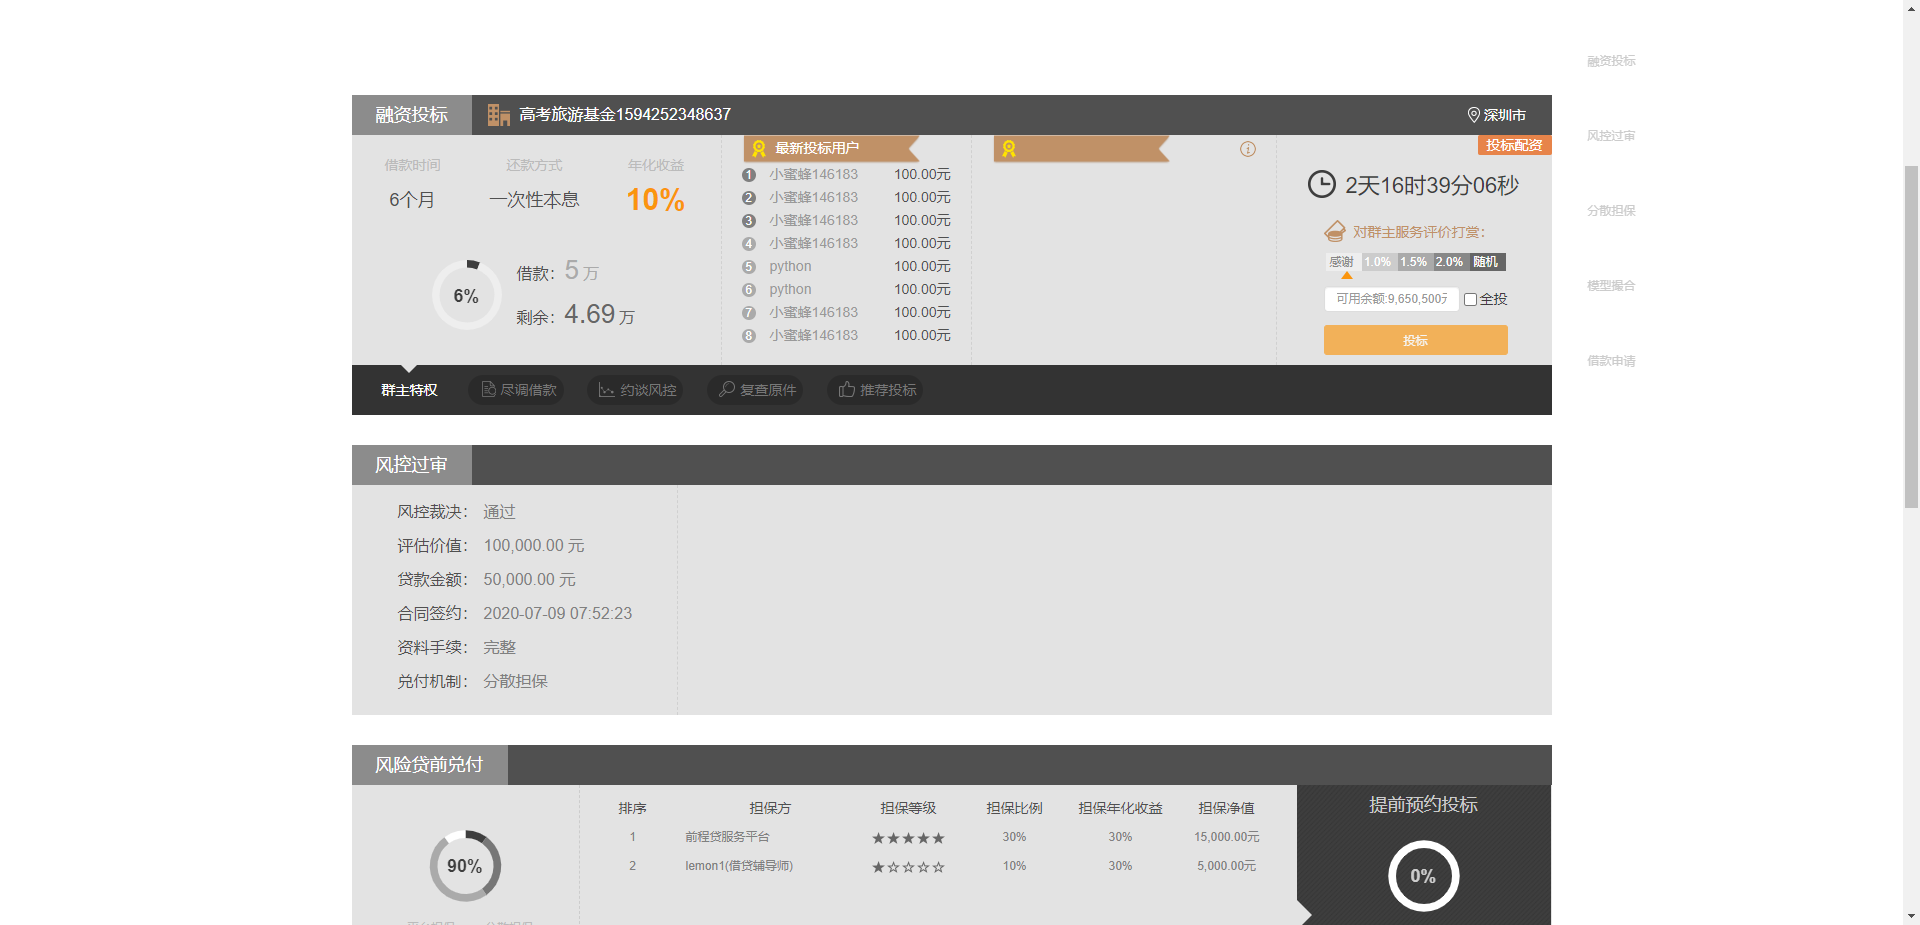 融资投标
高考旅游基金1594252348637
深圳市
借款时间 还款方式 年化收益
6个月 一次性本息 10%
6%
借款： 5 万
剩余： 4.69 万
最新投标用户
1 小蜜蜂146183 100.00元
2 小蜜蜂146183 100.00元
3 小蜜蜂146183 100.00元
4 小蜜蜂146183 100.00元
5 python 100.00元
6 python 100.00元
7 小蜜蜂146183 100.00元
8 小蜜蜂146183 100.00元
投标配资
2天16时39分06秒
对群主服务评价打赏：
感谢 1.0% 1.5% 2.0% 随机
可用余额:9,650,500
全投
投标
群主特权 尽调借款 约谈风控 复查原件 推荐投标
风控过审
风控裁决： 通过
评估价值： 100,000.00 元
贷款金额： 50,000.00 元
合同签约： 2020-07-09 07:52:23
资料手续： 完整
兑付机制： 分散担保
风险贷前兑付
90%
排序 担保方 担保等级 担保比例 担保年化收益 担保净值
1 前程贷服务平台 ★★★★★ 30% 30% 15,000.00元
2 lemon1(借贷辅导师) ★☆☆☆☆ 10% 30% 5,000.00元
提前预约投标
0%
融资投标
风控过审
分散担保
模型撮合
借款申请